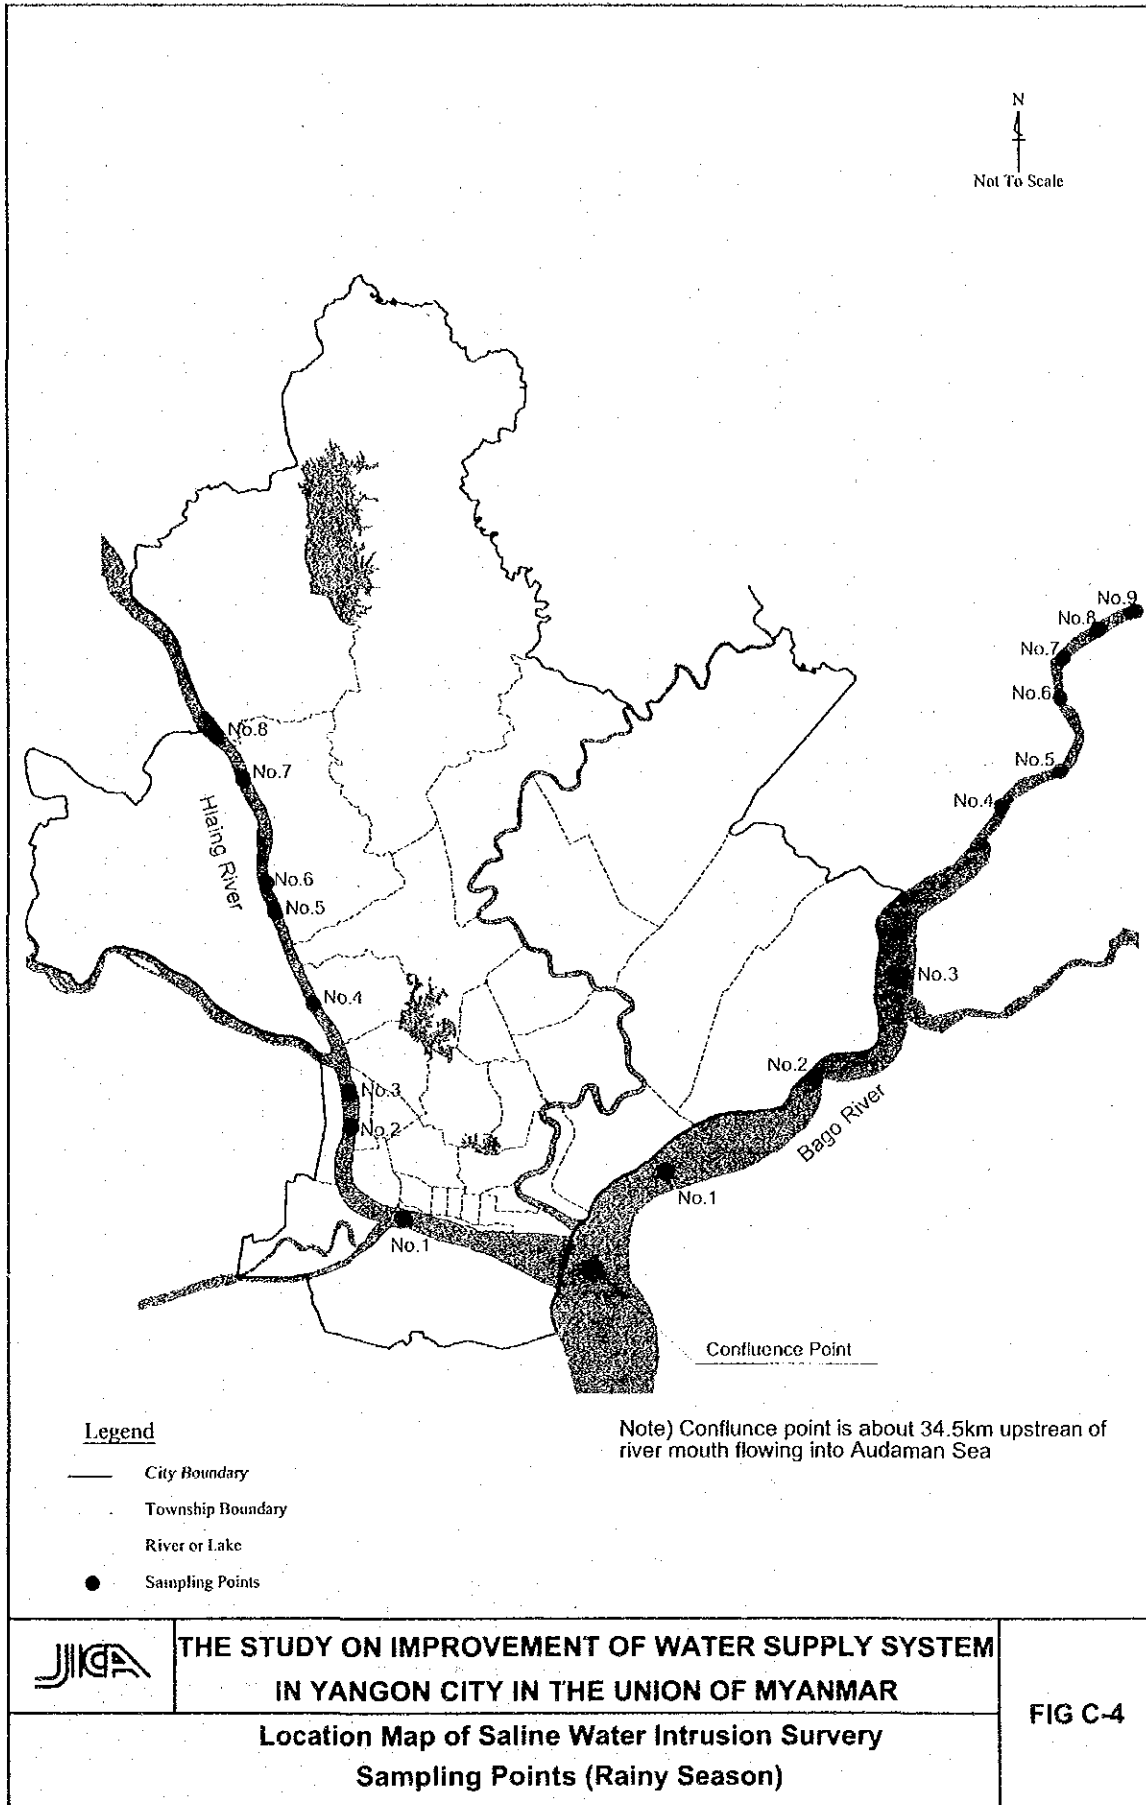 N
Not To Scale
No.9
No.8
No.7
No.6
No.5
No.4
No.3
No.2
Bago River
No.1
No.8
No.7
Hlaing River
No.6
No.5
No.4
No.3
No.2
No.1
Confluence Point
Note) Conflunce point is about 34.5km upstrean of
river mouth flowing into Audaman Sea
Legend
City Boundary
Township Boundary
River or Lake
Sampling Points
JICA
THE STUDY ON IMPROVEMENT OF WATER SUPPLY SYSTEM
IN YANGON CITY IN THE UNION OF MYANMAR
Location Map of Saline Water Intrusion Survery
Sampling Points (Rainy Season)
FIG C-4